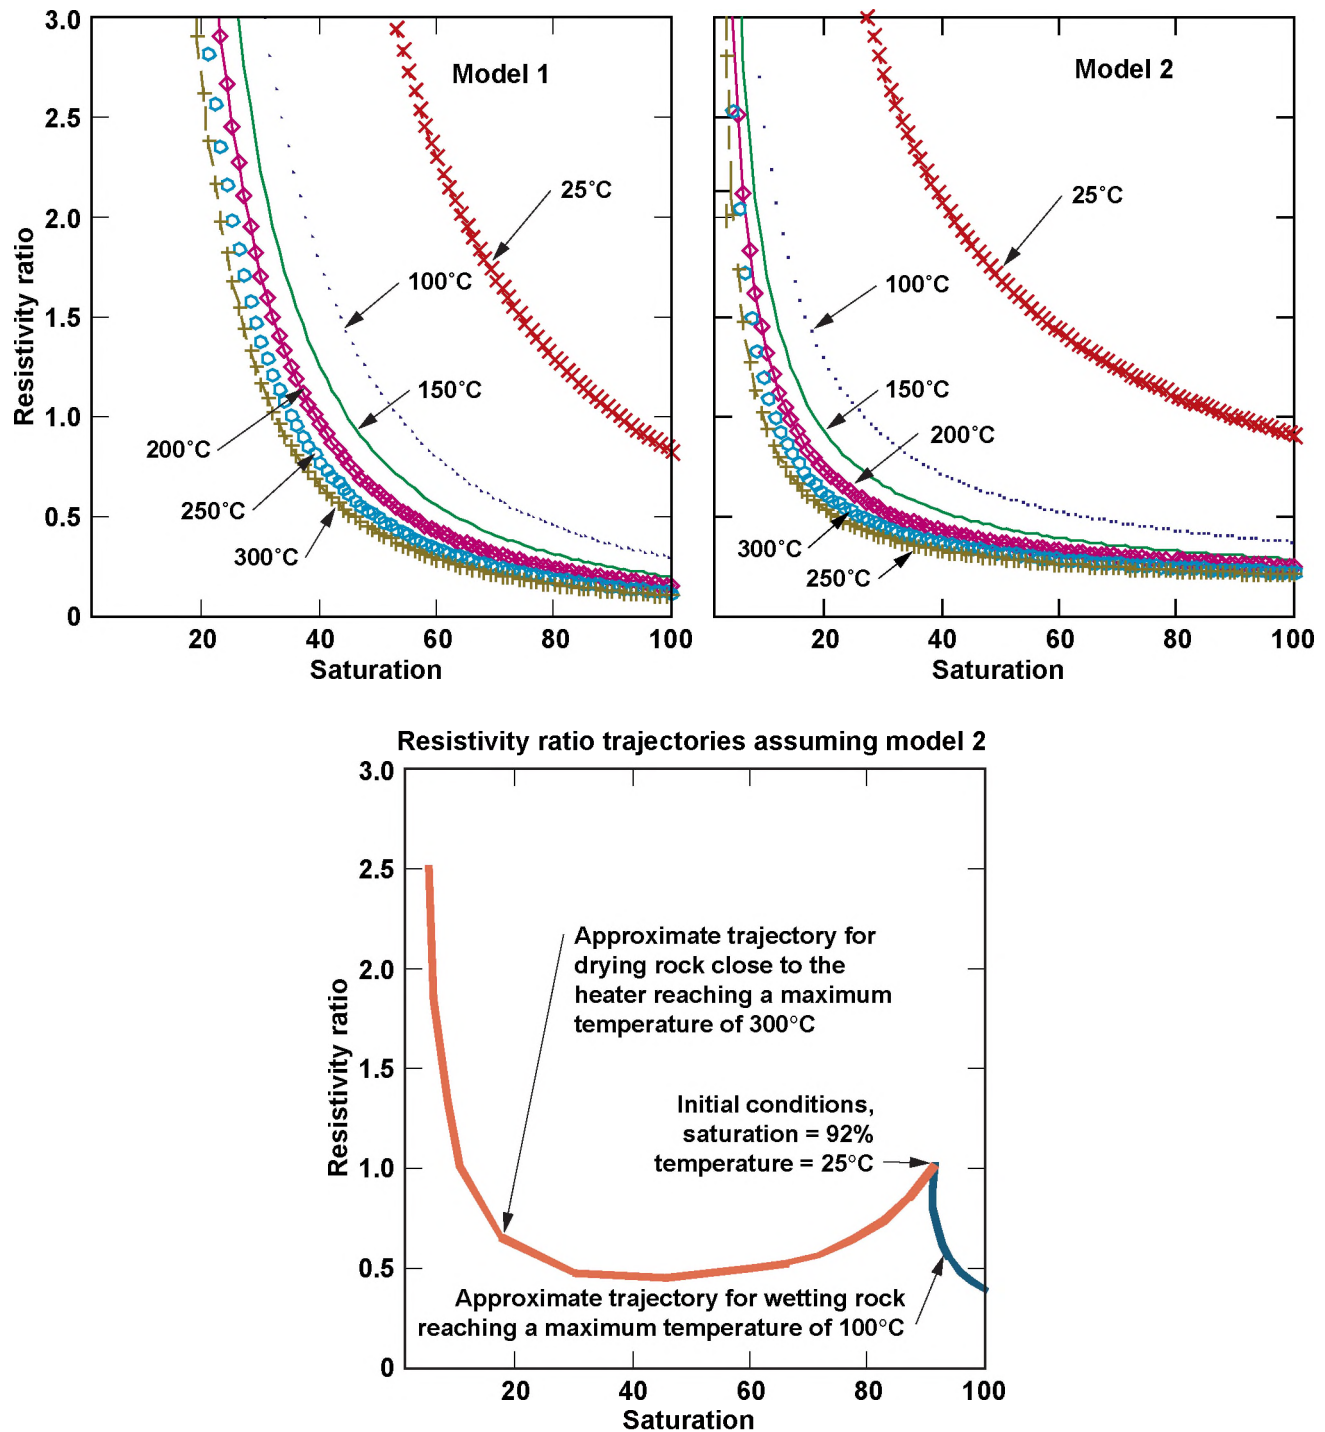 3.0
2.5
2.0
1.5
1.0
0.5
0
Resistivity ratio
Model 1
25°C
100°C
150°C
200°C
250°C
300°C
20 40 60 80 100
Saturation
Model 2
25°C
100°C
150°C
200°C
300°C
250°C
20 40 60 80 100
Saturation
Resistivity ratio trajectories assuming model 2
3.0
2.5
2.0
1.5
1.0
0.5
0
Resistivity ratio
Approximate trajectory for
drying rock close to the
heater reaching a maximum
temperature of 300°C
Initial conditions,
saturation = 92%
temperature = 25°C
Approximate trajectory for wetting rock
reaching a maximum temperature of 100°C
20 40 60 80 100
Saturation